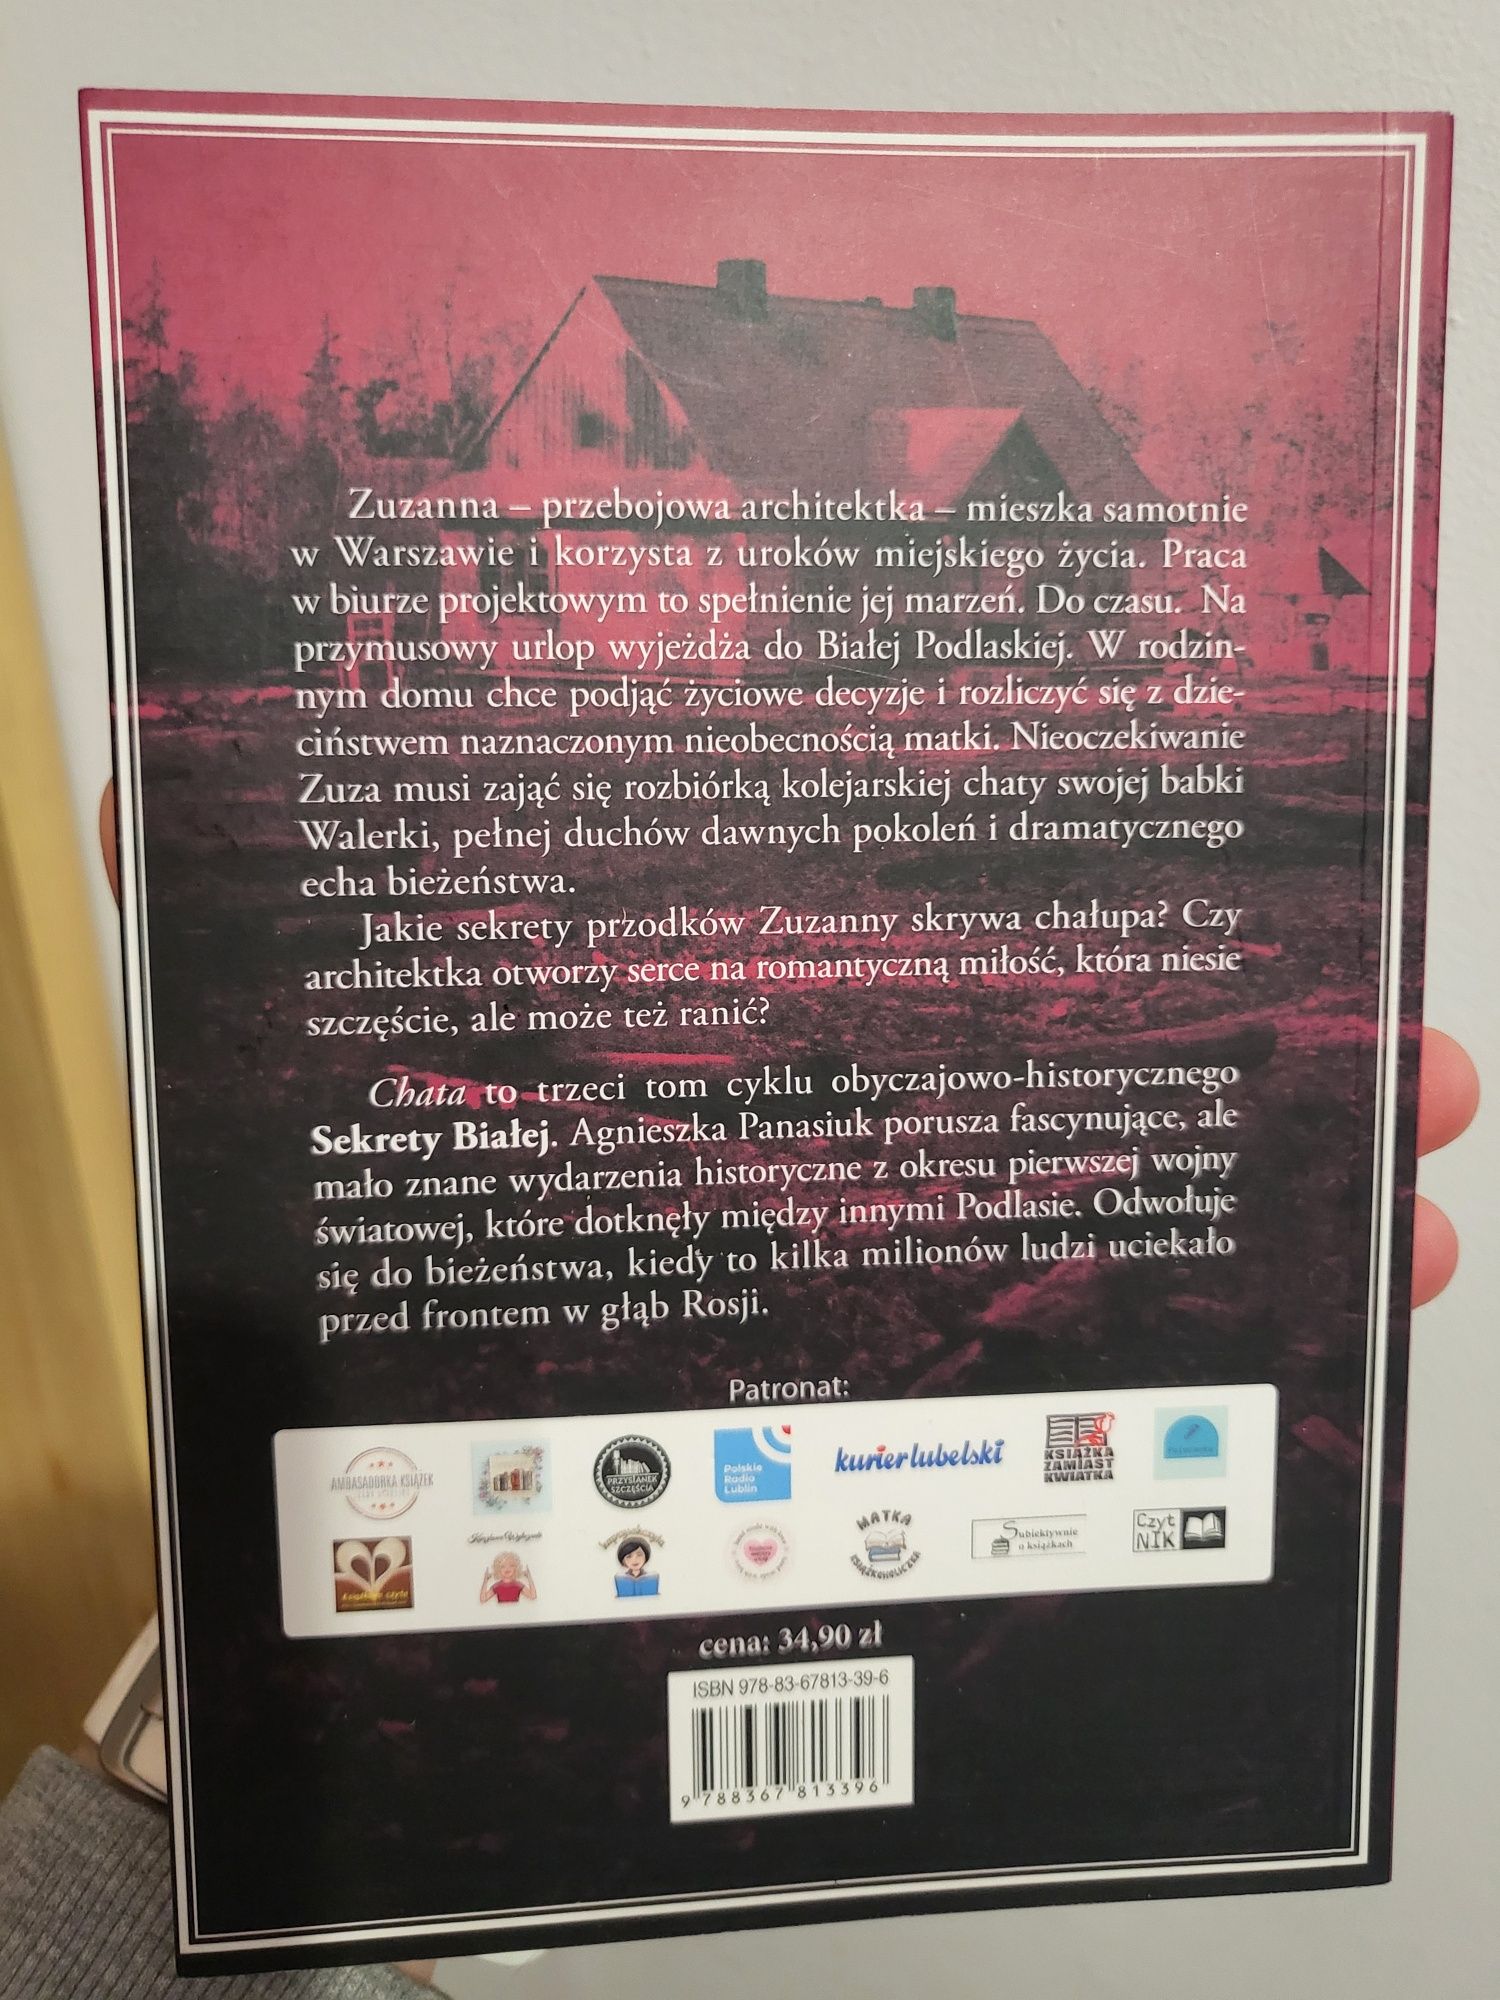 Zuzanna – przebojowa architektka – mieszka samotnie
w Warszawie i korzysta z uroków miejskiego życia. Praca
w biurze projektowym to spełnienie jej marzeń. Do czasu. Na
przymusowy urlop wyjeżdża do Białej Podlaskiej. W rodzin-
nym domu chce podjąć życiowe decyzje i rozliczyć się z dzie-
ciństwem naznaczonym nieobecnością matki. Nieoczekiwanie
Zuza musi zająć się rozbiórką kolejarskiej chaty swojej babki
Walerki, pełnej duchów dawnych pokoleń i dramatycznego
echa bieżeństwa.
Jakie sekrety przodków Zuzanny skrywa chałupa? Czy
architektka otworzy serce na romantyczną miłość, która niesie
szczęście, ale może też ranić?
Chata to trzeci tom cyklu obyczajowo-historycznego
Sekrety Białej. Agnieszka Panasiuk porusza fascynujące, ale
mało znane wydarzenia historyczne z okresu pierwszej wojny
światowej, które dotknęły między innymi Podlasie. Odwołuje
się do bieżeństwa, kiedy to kilka milionów ludzi uciekało
przed frontem w głąb Rosji.
Patronat:
AMBASADORKA KSIĄŻEK
PRZYSTANEK
SZCZĘŚCIA
Polskie
Radio
Lublin
kurier lubelski
KSIĄŻKA
ZAMIAST
KWIATKA
MATKA
KSIĄŻKOHOLICZKA
Subiektywnie
o książkach
Czyt
NIK
cena: 34,90 zł
ISBN 978-83-67813-39-6
9 788367 813396